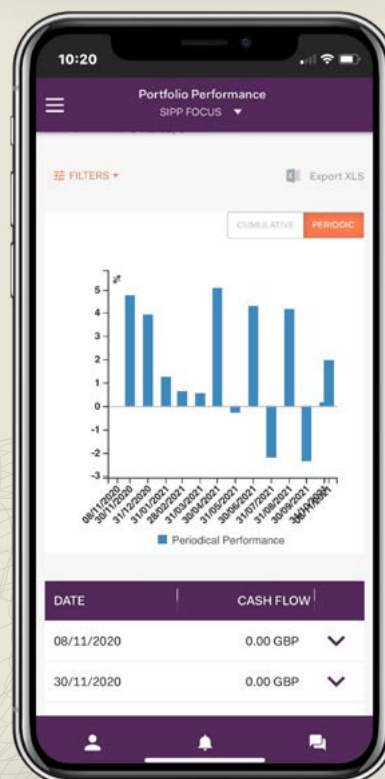 10:20
Portfolio Performance
SIPP FOCUS
FILTERS
Export XLS
CUMULATIVE PERIODIC
%
5
4
3
2
1
0
-1
-2
-3
08/11/2020
30/11/2020
31/12/2020
31/01/2021
28/02/2021
31/03/2021
30/04/2021
31/05/2021
30/06/2021
31/07/2021
31/08/2021
30/09/2021
Periodical Performance
DATE CASH FLOW
08/11/2020 0.00 GBP
30/11/2020 0.00 GBP